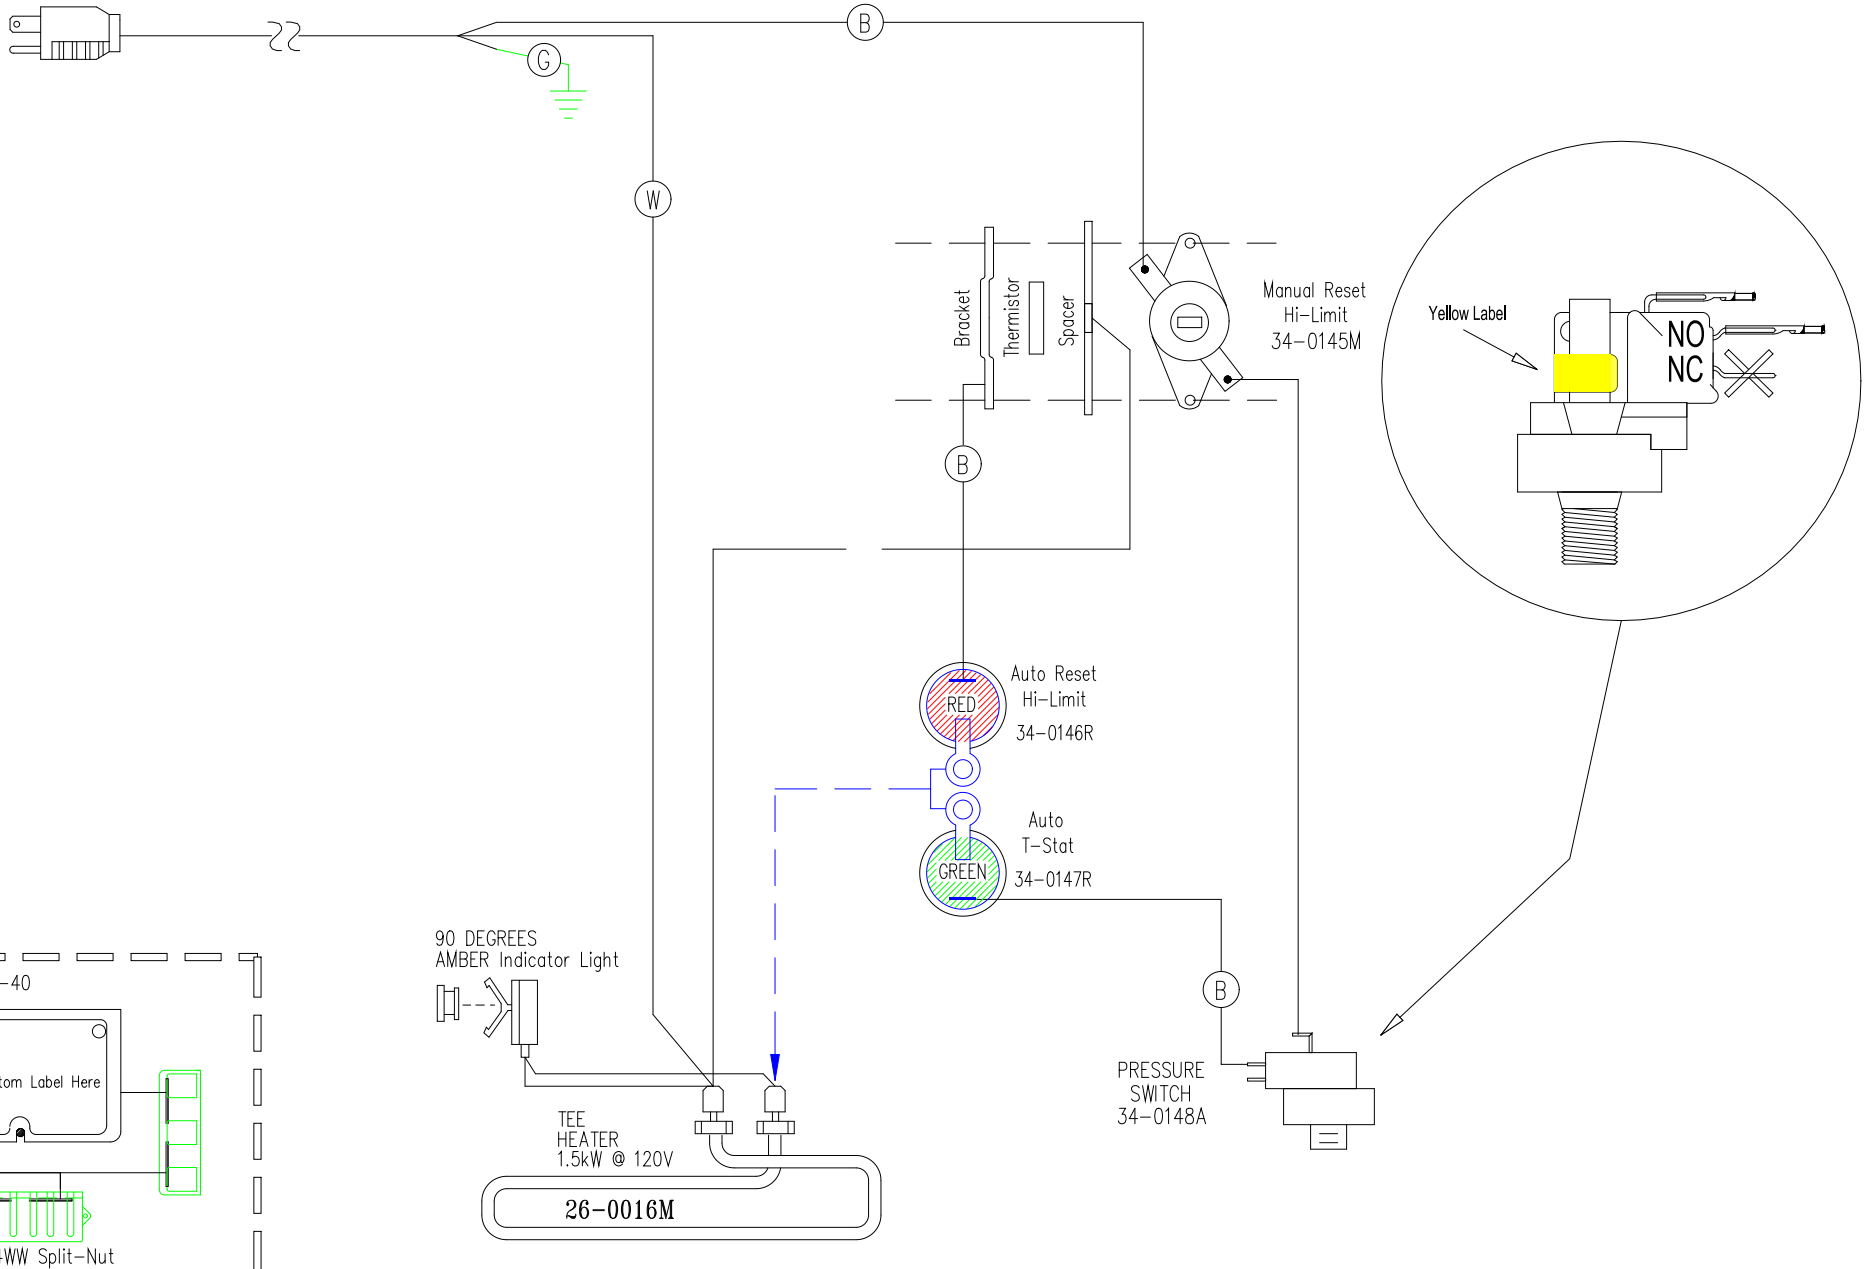 B
G
W
Bracket
Thermistor
Spacer
Manual Reset
Hi-Limit
34-0145M
Yellow Label
NO
NC
B
Auto Reset
Hi-Limit
34-0146R
RED
Auto
T-Stat
34-0147R
GREEN
90 DEGREES
AMBER Indicator Light
B
PRESSURE
SWITCH
34-0148A
TEE
HEATER
1.5kW @ 120V
26-0016M
-40
Label Here
Split-Nut